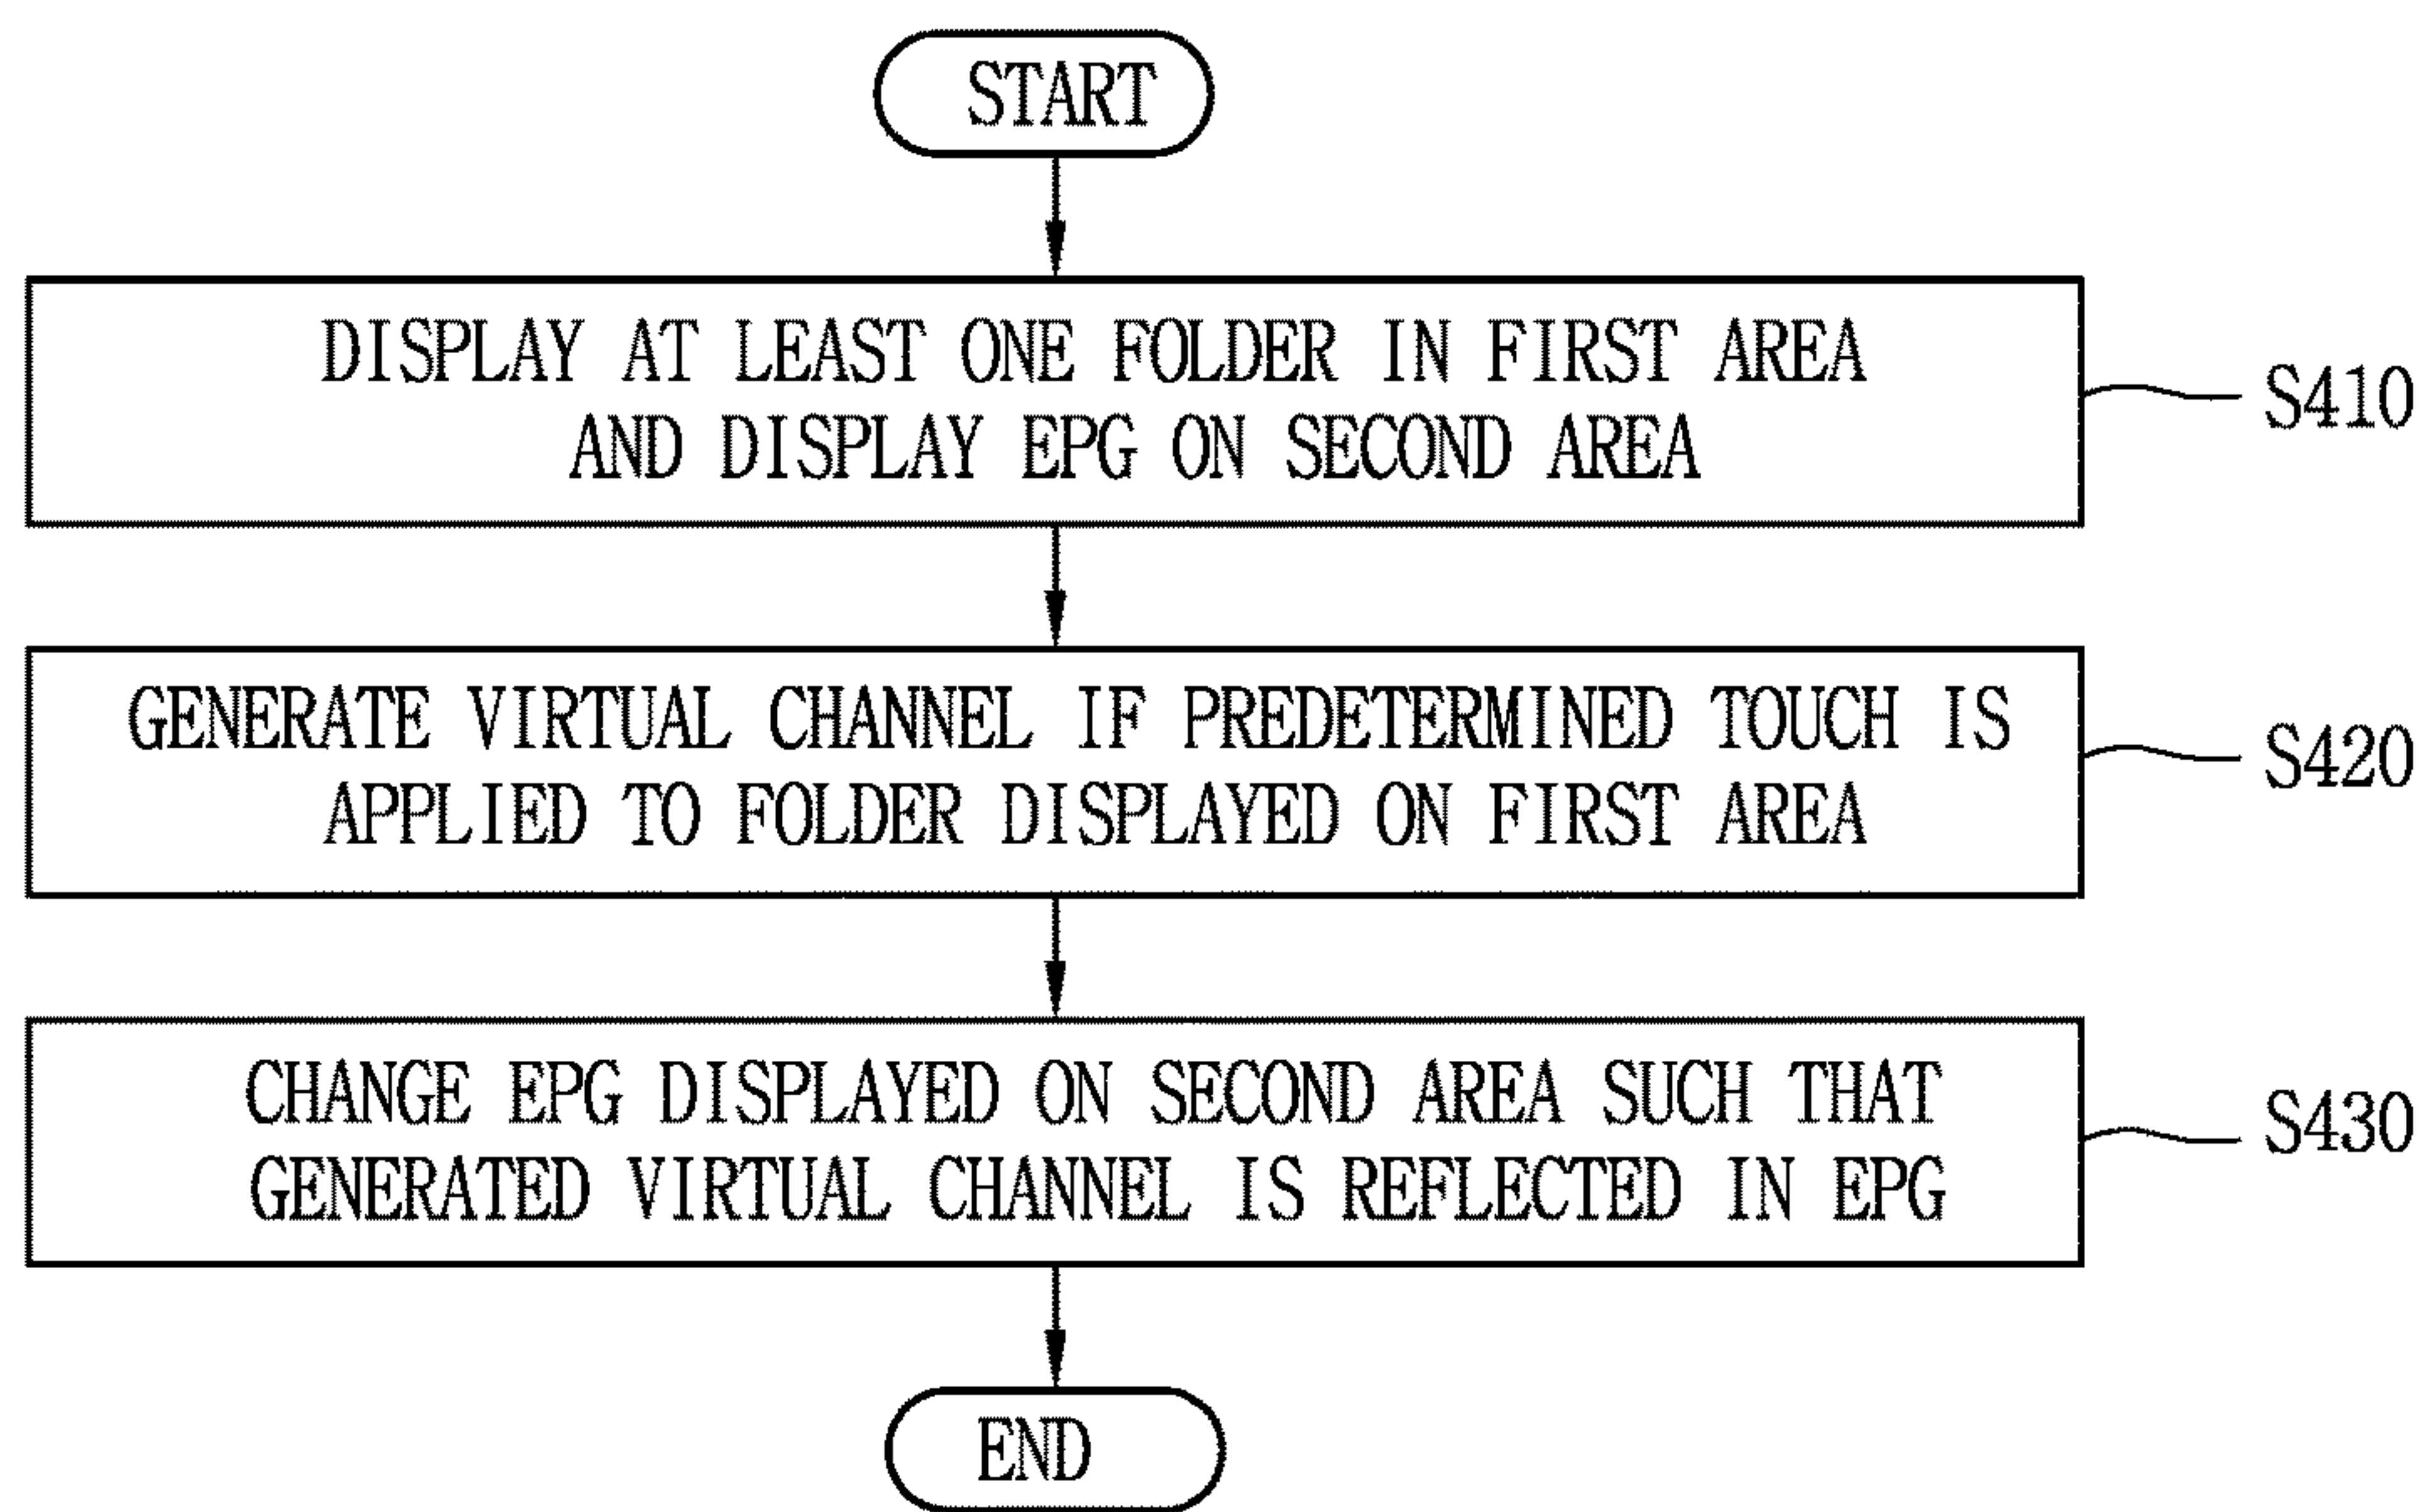 START
DISPLAY AT LEAST ONE FOLDER IN FIRST AREA
AND DISPLAY EPG ON SECOND AREA
S410
GENERATE VIRTUAL CHANNEL IF PREDETERMINED TOUCH IS
APPLIED TO FOLDER DISPLAYED ON FIRST AREA
S420
CHANGE EPG DISPLAYED ON SECOND AREA SUCH THAT
GENERATED VIRTUAL CHANNEL IS REFLECTED IN EPG
S430
END